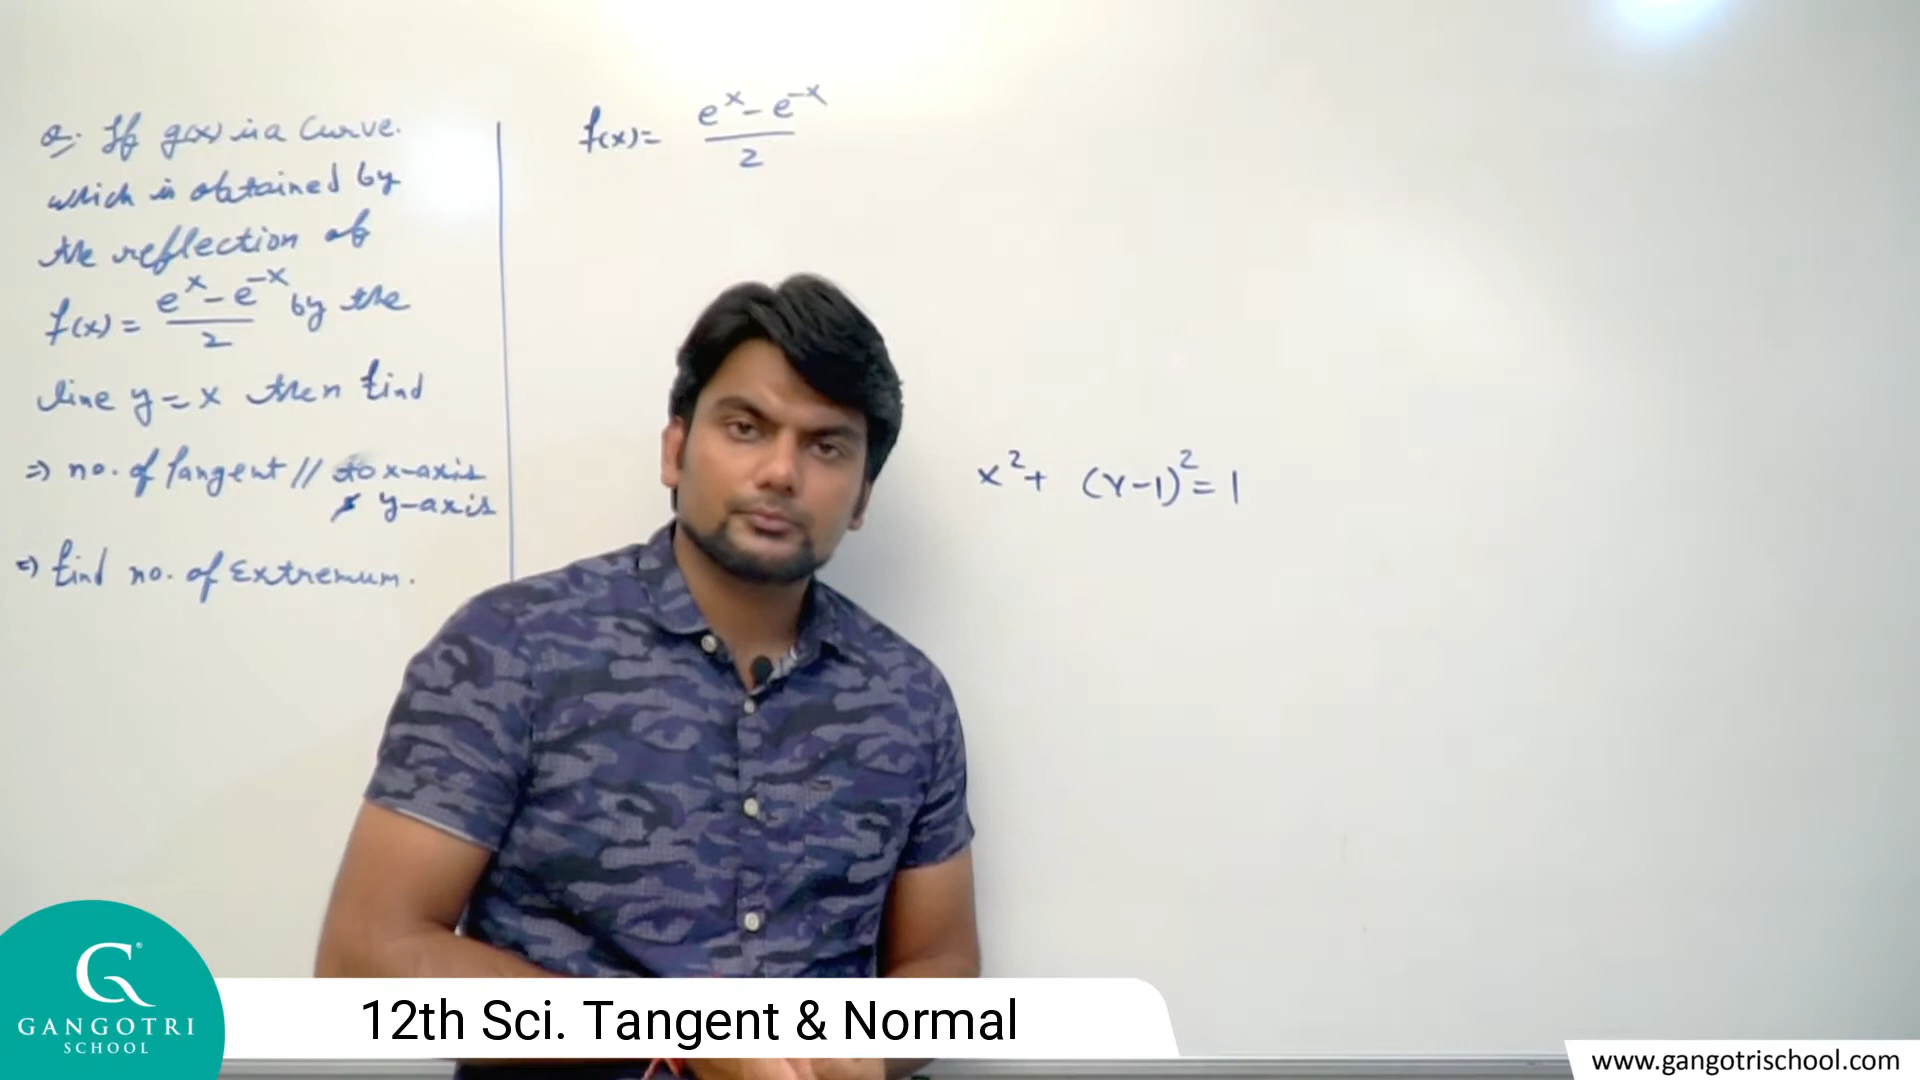 Q. If g(x) is a Curve.
which is obtained by
the reflection of
f(x) = e^x - e^-x / 2 by the
line y = x then find
⇒ no. of Tangent // to x-axis
& y-axis
⇒ find no. of Extremum.
f(x) = e^x - e^-x / 2
x² + (y-1)² = 1
GANGOTRI
SCHOOL
12th Sci. Tangent & Normal
www.gangotrischool.com